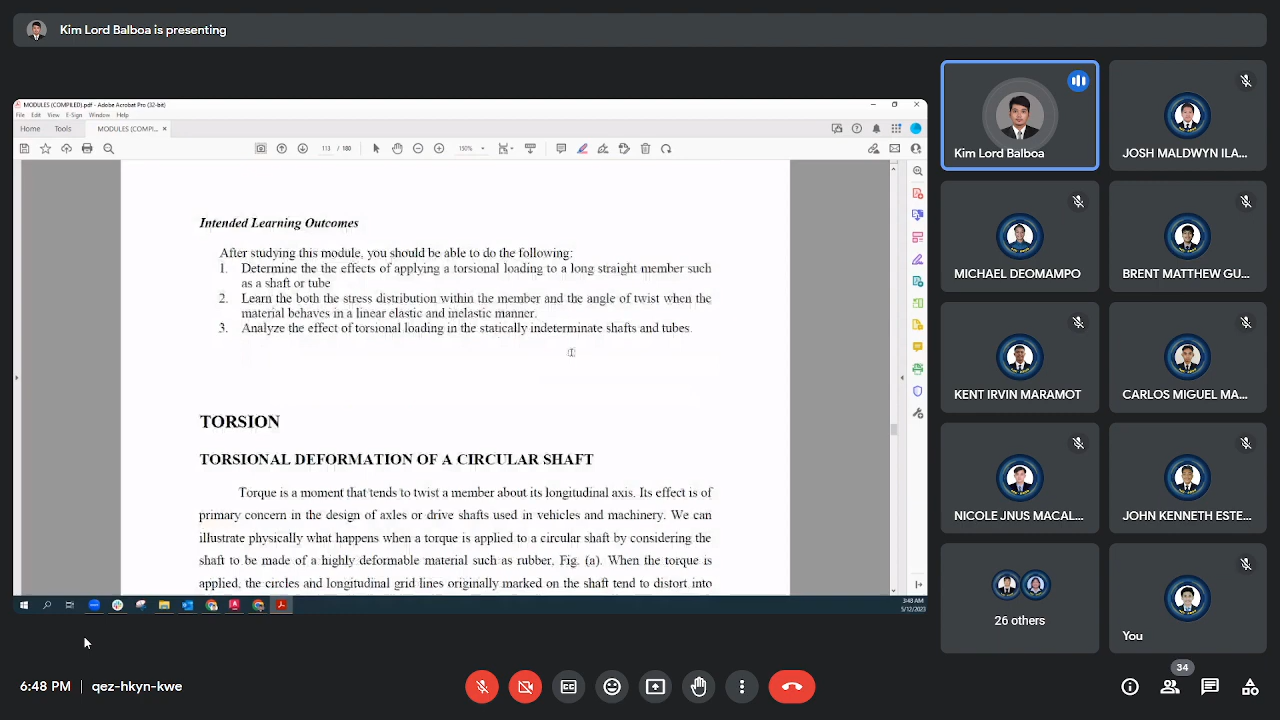 Kim Lord Balboa is presenting
MODULES (COMPILED).pdf - Adobe Acrobat Pro (32-bit)
File Edit View E-Sign Window Help
Home Tools MODULES (COMPI... ×
113 / 180 150%
Intended Learning Outcomes
After studying this module, you should be able to do the following:
1. Determine the the effects of applying a torsional loading to a long straight member such
as a shaft or tube
2. Learn the both the stress distribution within the member and the angle of twist when the
material behaves in a linear elastic and inelastic manner.
3. Analyze the effect of torsional loading in the statically indeterminate shafts and tubes.
TORSION
TORSIONAL DEFORMATION OF A CIRCULAR SHAFT
Torque is a moment that tends to twist a member about its longitudinal axis. Its effect is of
primary concern in the design of axles or drive shafts used in vehicles and machinery. We can
illustrate physically what happens when a torque is applied to a circular shaft by considering the
shaft to be made of a highly deformable material such as rubber, Fig. (a). When the torque is
applied, the circles and longitudinal grid lines originally marked on the shaft tend to distort into
3:48 AM
5/12/2023
Kim Lord Balboa
JOSH MALDWYN ILA...
MICHAEL DEOMAMPO
BRENT MATTHEW GU...
KENT IRVIN MARAMOT
CARLOS MIGUEL MA...
NICOLE JNUS MACAL...
JOHN KENNETH ESTE...
26 others
You
6:48 PM | qez-hkyn-kwe
34